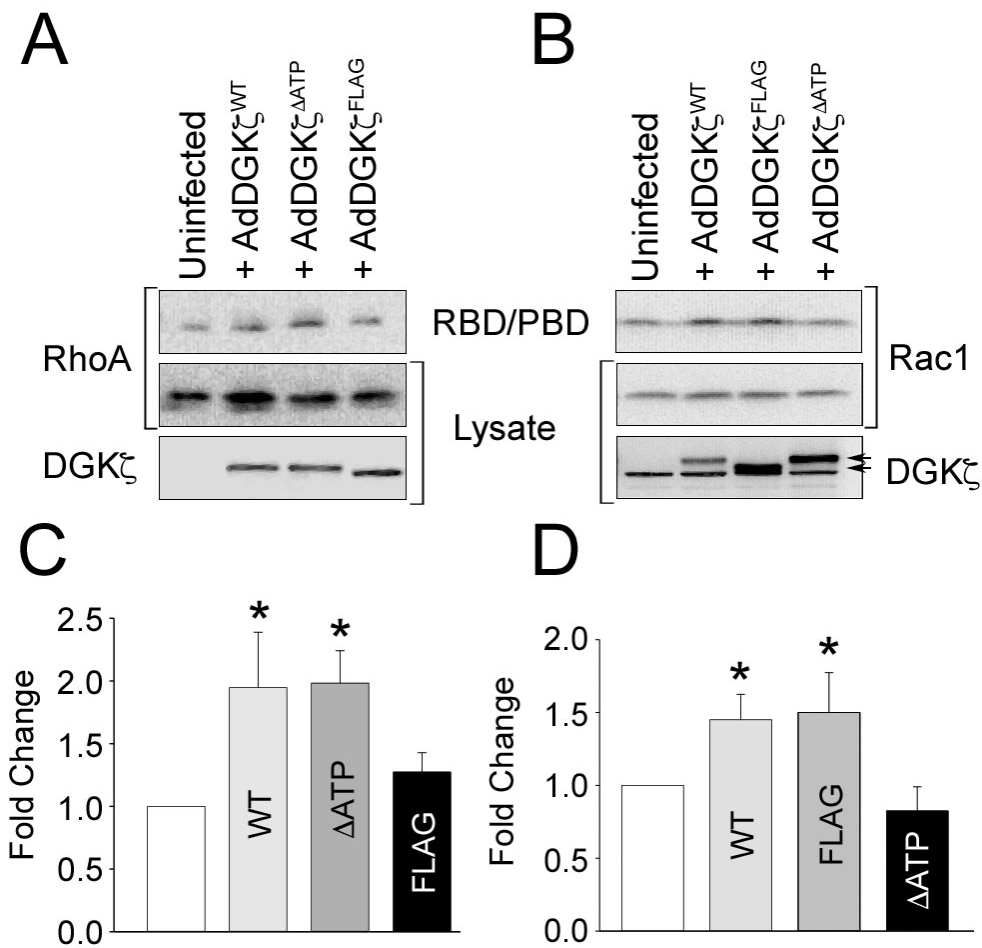 A
Uninfected
+ AdDGKζWT
+ AdDGKζΔATP
+ AdDGKζFLAG
RhoA
DGKζ
RBD/PBD
Lysate
B
Uninfected
+ AdDGKζWT
+ AdDGKζFLAG
+ AdDGKζΔATP
Rac1
DGKζ
C
Fold Change
2.5
2.0
1.5
1.0
0.5
0.0
*
*
WT
ΔATP
FLAG
D
Fold Change
2.0
1.5
1.0
0.5
0.0
*
*
WT
FLAG
ΔATP